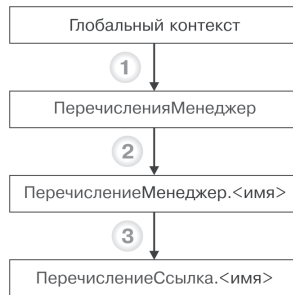 Глобальный контекст
1
ПеречисленияМенеджер
2
ПеречислениеМенеджер.<имя>
3
ПеречислениеСсылка.<имя>